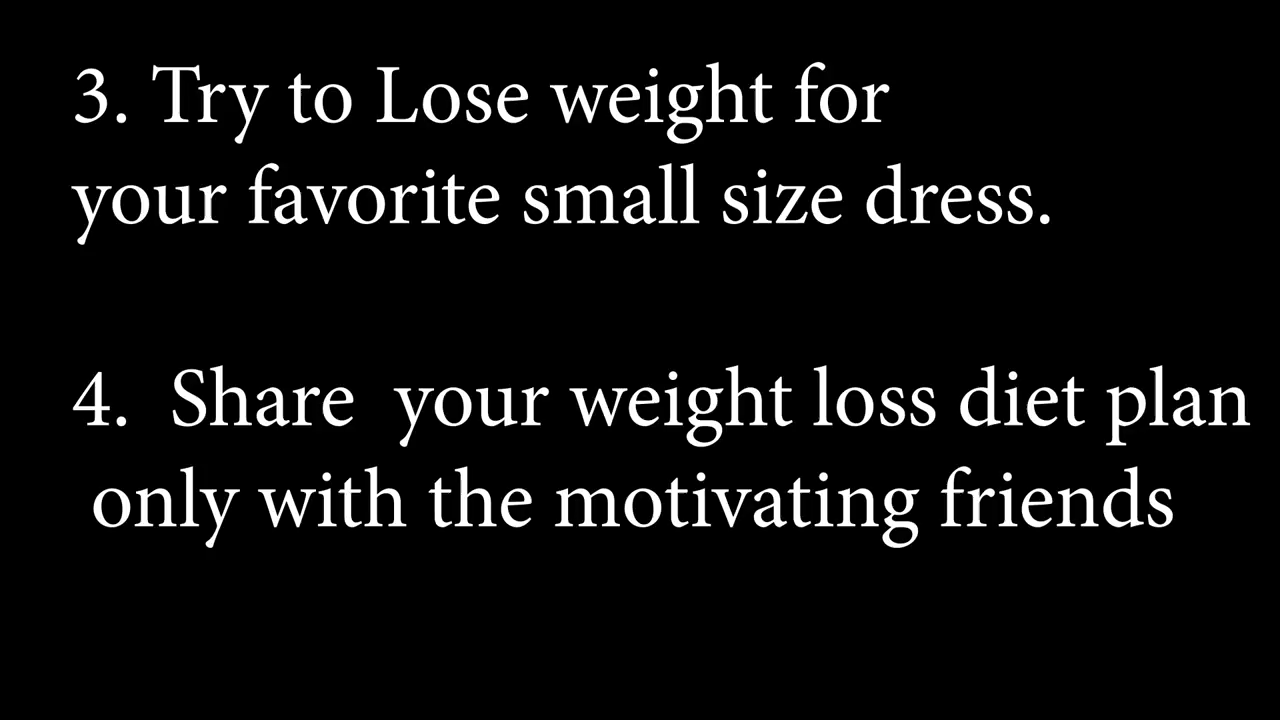 3. Try to Lose weight for
your favorite small size dress.
4. Share your weight loss diet plan
only with the motivating friends